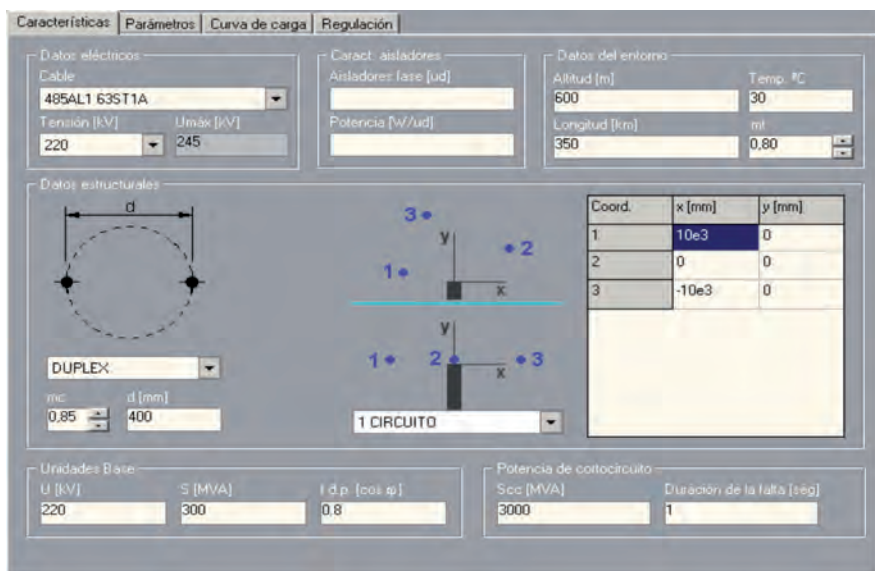 Características Parámetros Curva de carga Regulación
Datos eléctricos
Cable
485AL1 63ST1A
Tensión [kV] Umáx [kV]
220 245
Caract. aisladores
Aisladores fase [ud]
Potencia [W/ud]
Datos del entorno
Altitud [m] Temp. ºC
600 30
Longitud [km] mt
350 0,80
Datos estructurales
d
DUPLEX
mc d [mm]
0,85 400
3
y
2
1
x
y
1 2 3
x
1 CIRCUITO
Coord. x [mm] y [mm]
1 10e3 0
2 0 0
3 -10e3 0
Unidades Base
U [kV] S [MVA] f.d.p. [cos φ]
220 300 0,8
Potencia de cortocircuito
Scc [MVA] Duración de la falta [seg]
3000 1